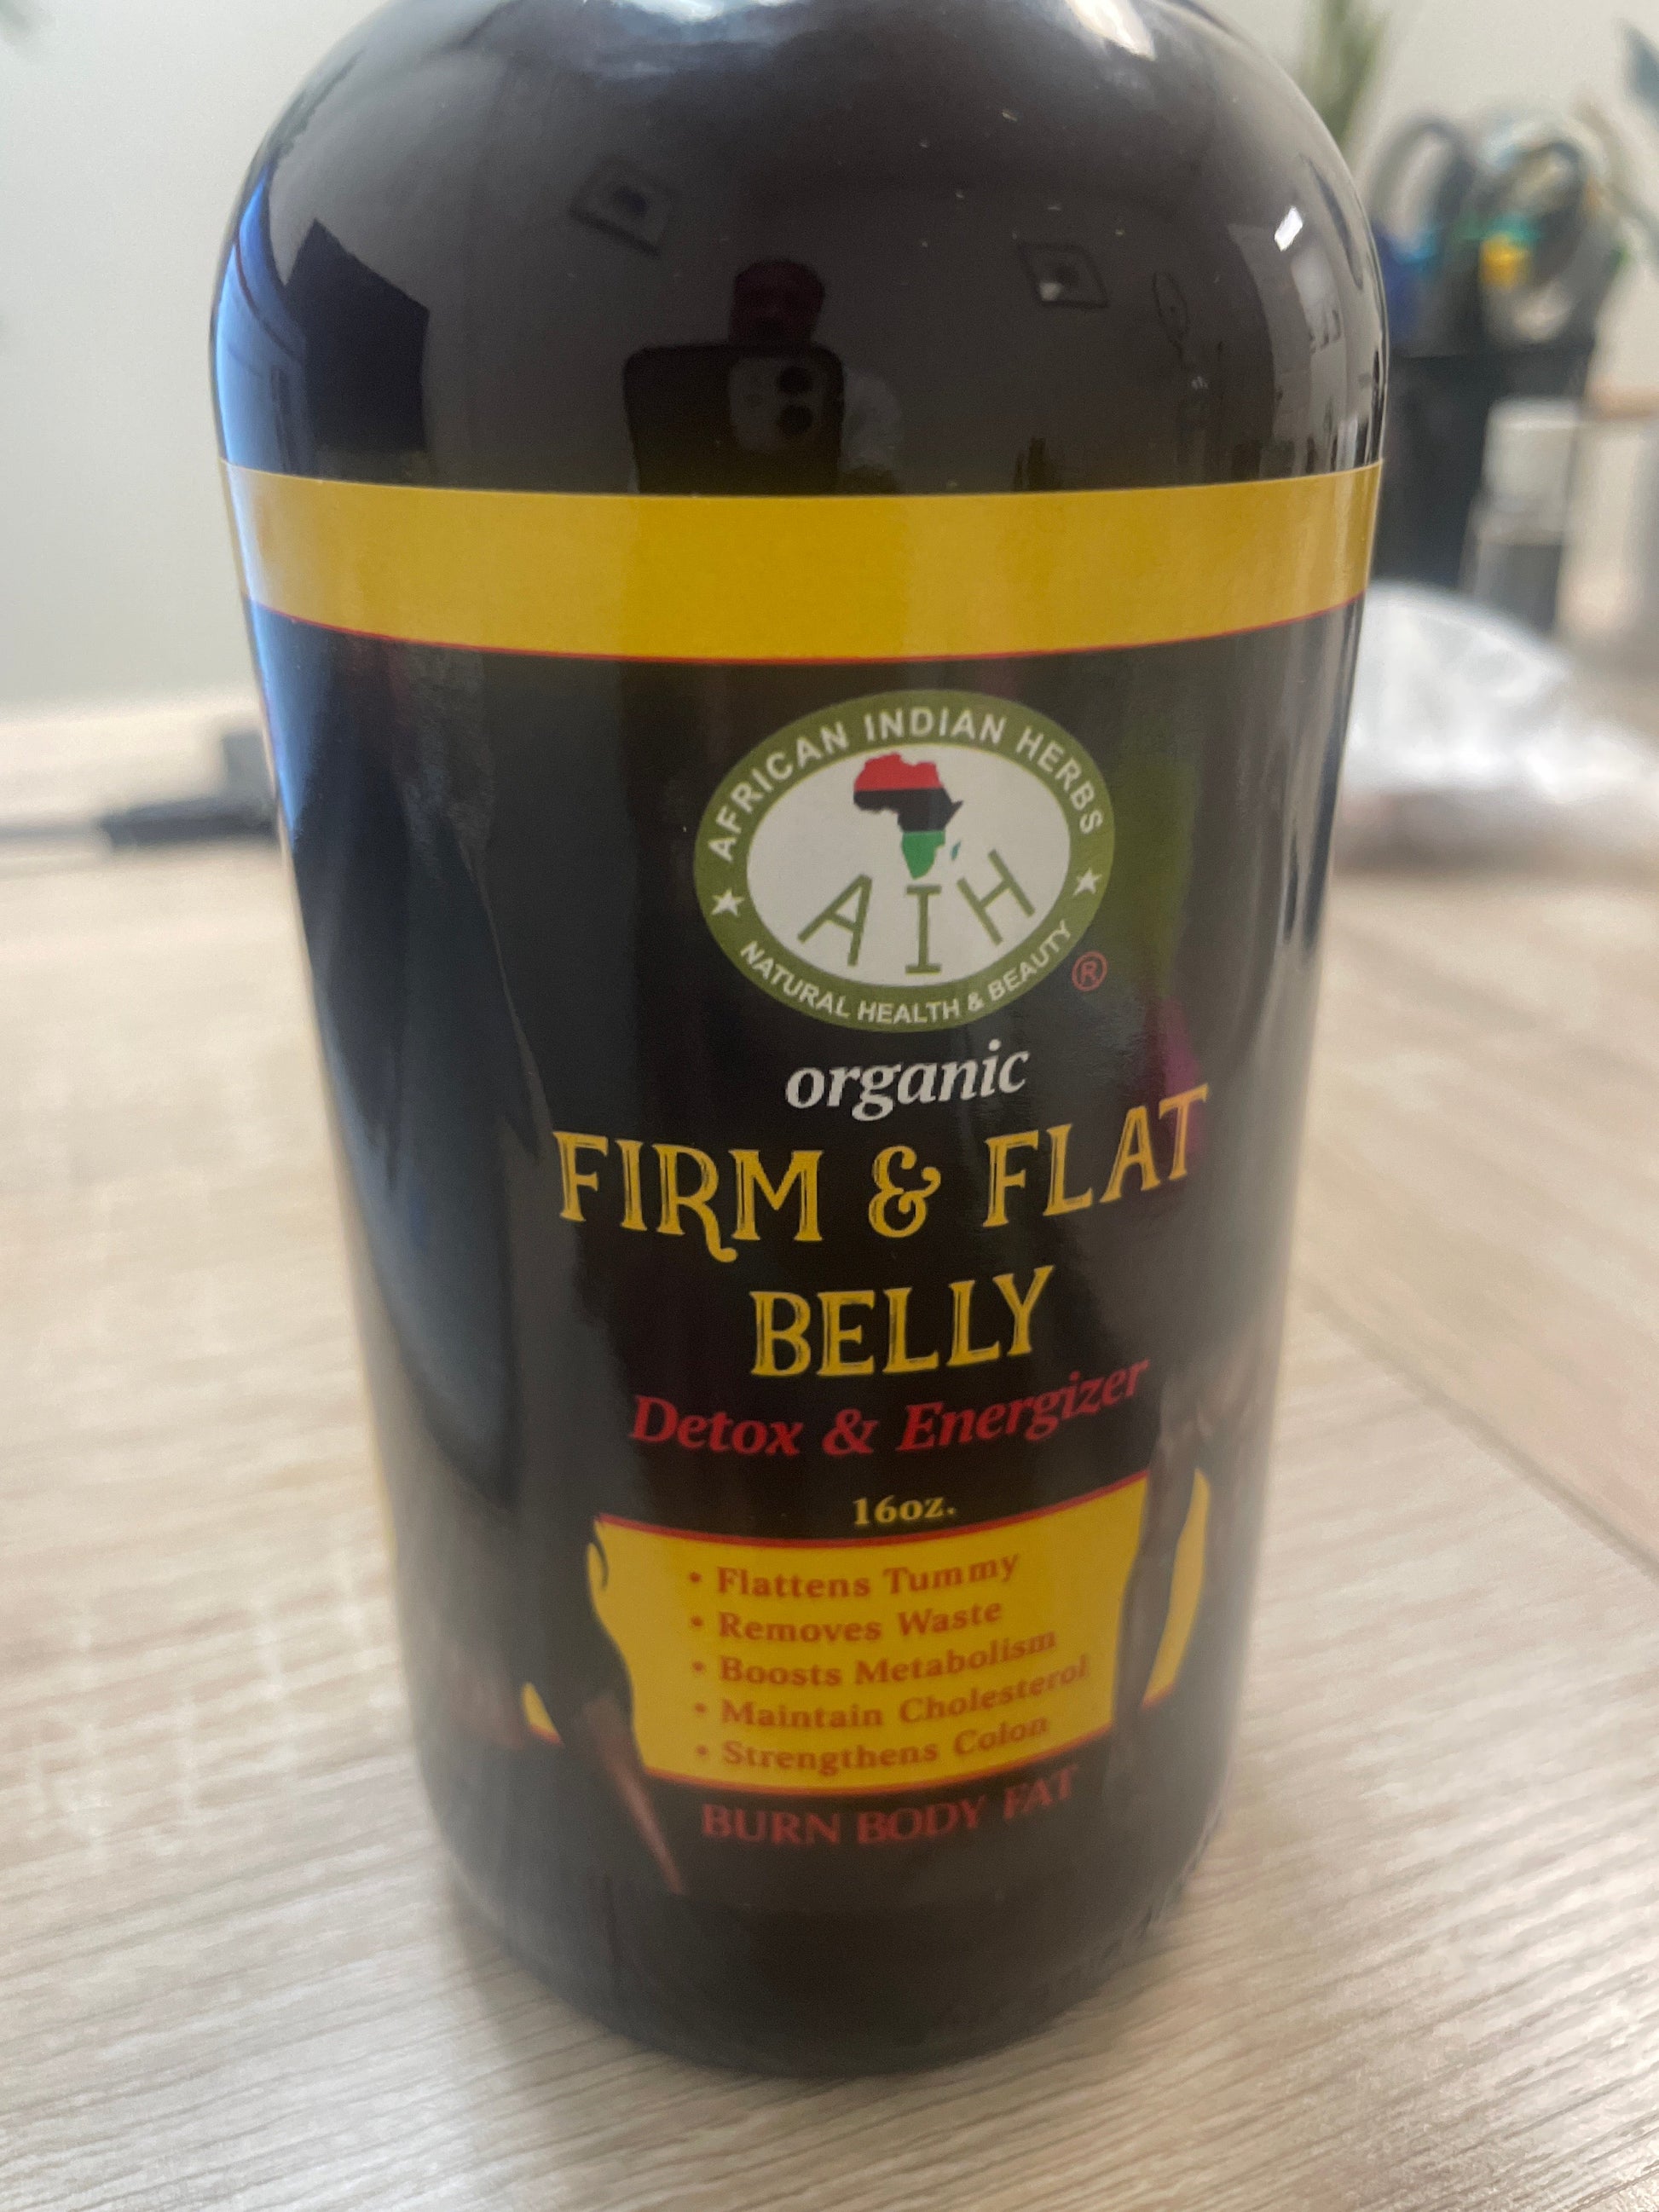 AFRICAN INDIAN HERBS
AIH
NATURAL HEALTH & BEAUTY
®
organic
FIRM & FLAT
BELLY
Detox & Energizer
16oz.
• Flattens Tummy
• Removes Waste
• Boosts Metabolism
• Maintain Cholesterol
• Strengthens Colon
BURN BODY FAT